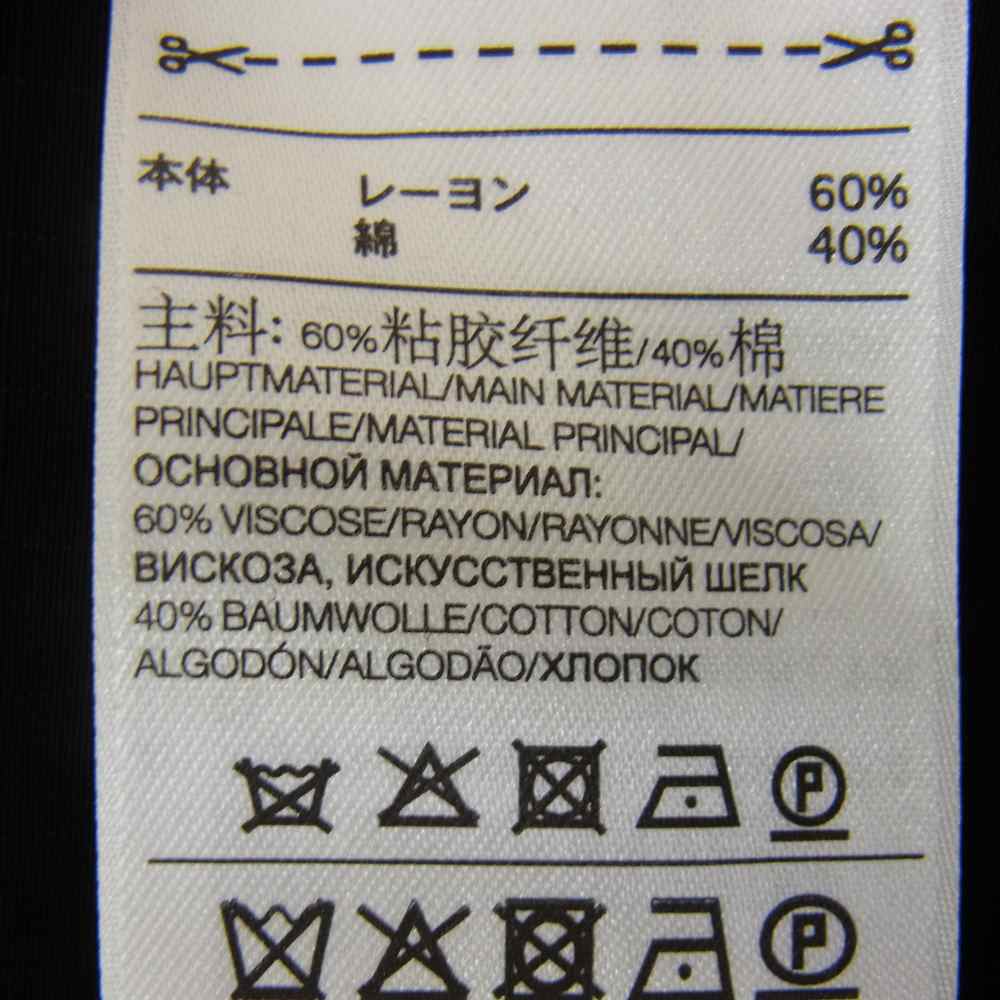 本体 レーヨン 60%
綿 40%
主料: 60%粘胶纤维/40%棉
HAUPTMATERIAL/MAIN MATERIAL/MATIERE
PRINCIPALE/MATERIAL PRINCIPAL/
ОСНОВНОЙ МАТЕРИАЛ:
60% VISCOSE/RAYON/RAYONNE/VISCOSA/
ВИСКОЗА, ИСКУССТВЕННЫЙ ШЕЛК
40% BAUMWOLLE/COTTON/COTON/
ALGODÓN/ALGODÃO/ХЛОПОК
P
P